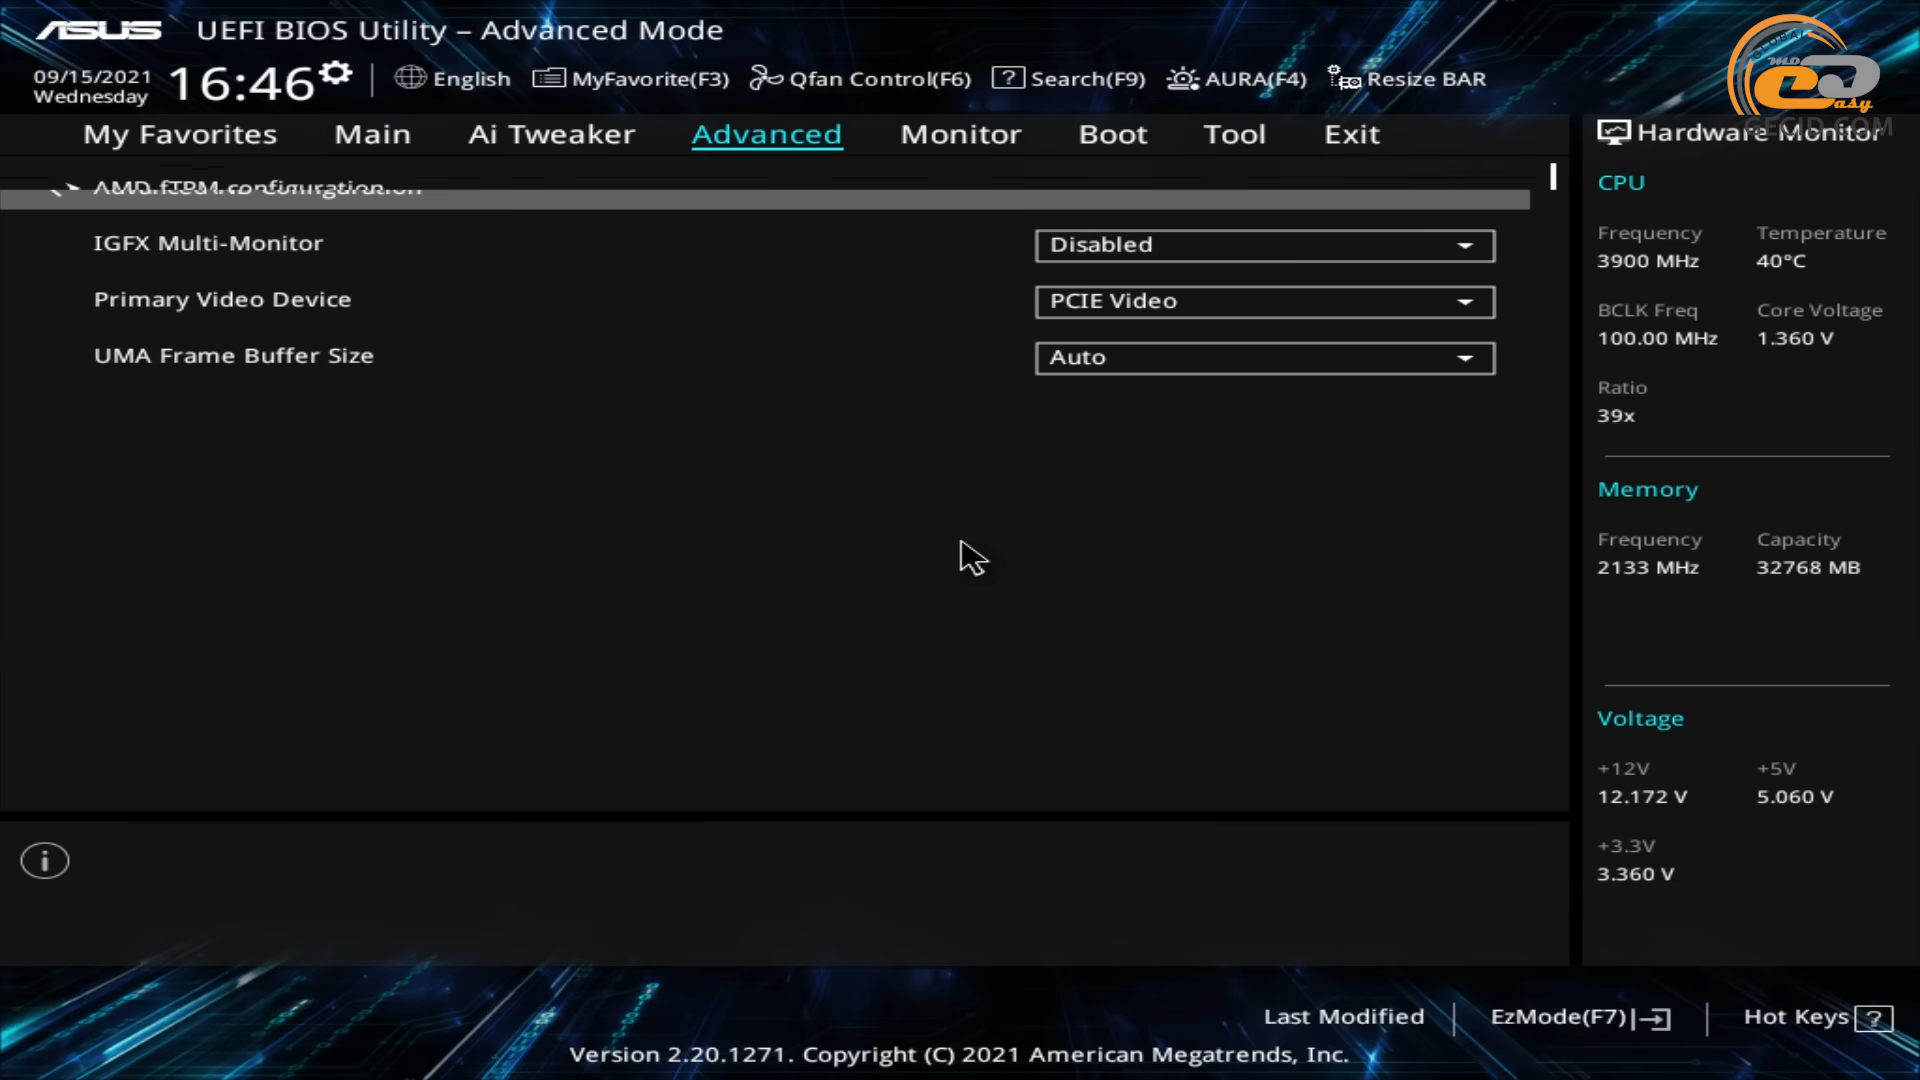 ASUS UEFI BIOS Utility – Advanced Mode
09/15/2021
Wednesday
16:46
English MyFavorite(F3) Qfan Control(F6) ? Search(F9) AURA(F4) Resize BAR
My Favorites Main Ai Tweaker Advanced Monitor Boot Tool Exit
IGFX Multi-Monitor Disabled
Primary Video Device PCIE Video
UMA Frame Buffer Size Auto
i
Hardware Monitor
CPU
Frequency Temperature
3900 MHz 40°C
BCLK Freq Core Voltage
100.00 MHz 1.360 V
Ratio
39x
Memory
Frequency Capacity
2133 MHz 32768 MB
Voltage
+12V +5V
12.172 V 5.060 V
+3.3V
3.360 V
Last Modified EzMode(F7) Hot Keys ?
Version 2.20.1271. Copyright (C) 2021 American Megatrends, Inc.
GLOBAL
easy
GECID.COM